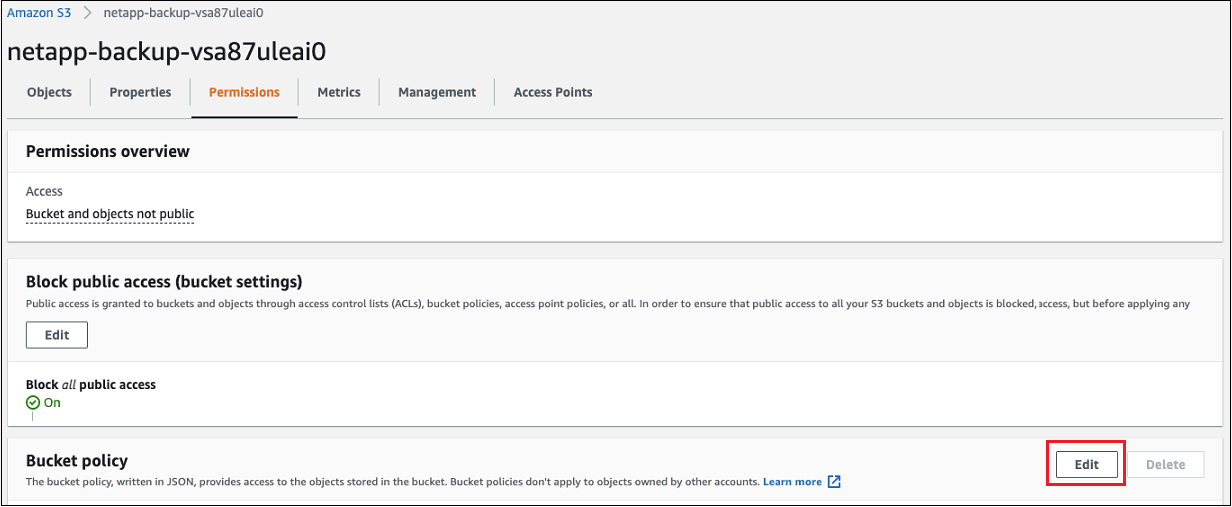 Amazon S3 > netapp-backup-vsa87uleai0
netapp-backup-vsa87uleai0
Objects Properties Permissions Metrics Management Access Points
Permissions overview
Access
Bucket and objects not public
Block public access (bucket settings)
Public access is granted to buckets and objects through access control lists (ACLs), bucket policies, access point policies, or all. In order to ensure that public access to all your S3 buckets and objects is blocked, access, but before applying any
Edit
Block all public access
On
Bucket policy
Edit Delete
The bucket policy, written in JSON, provides access to the objects stored in the bucket. Bucket policies don't apply to objects owned by other accounts. Learn more